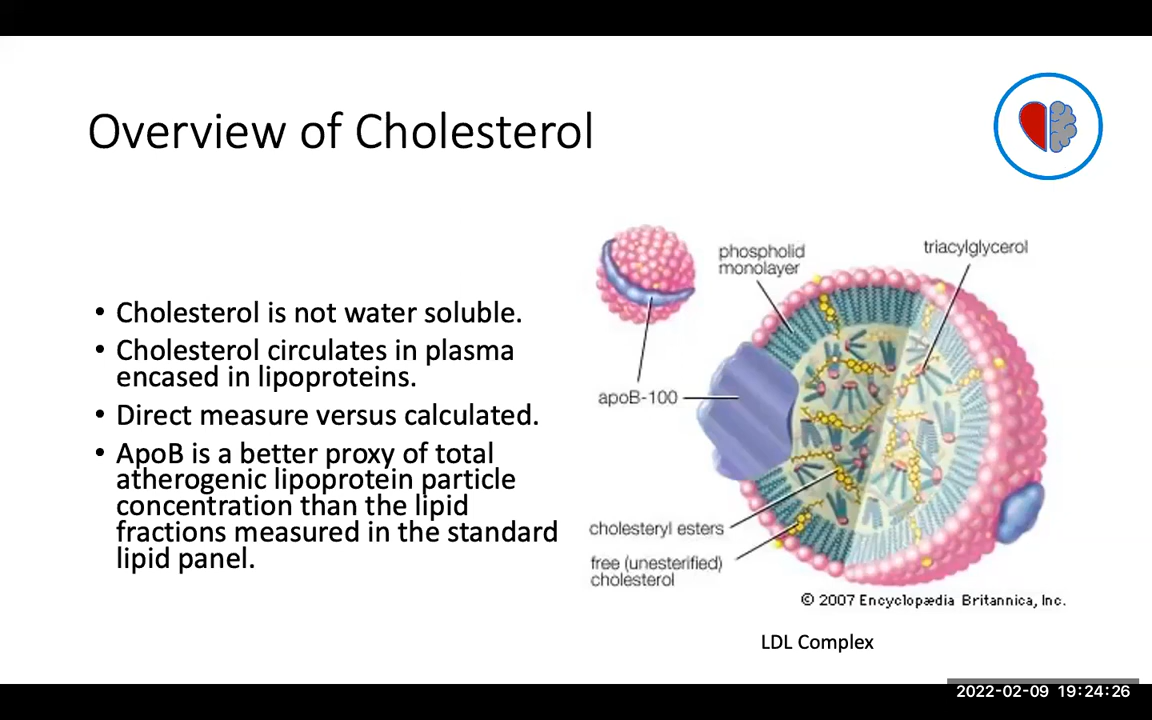 Overview of Cholesterol
• Cholesterol is not water soluble.
• Cholesterol circulates in plasma
encased in lipoproteins.
• Direct measure versus calculated.
• ApoB is a better proxy of total
atherogenic lipoprotein particle
concentration than the lipid
fractions measured in the standard
lipid panel.
phospholid
monolayer
triacylglycerol
apoB-100
cholesteryl esters
free (unesterified)
cholesterol
© 2007 Encyclopædia Britannica, Inc.
LDL Complex
2022-02-09 19:24:26